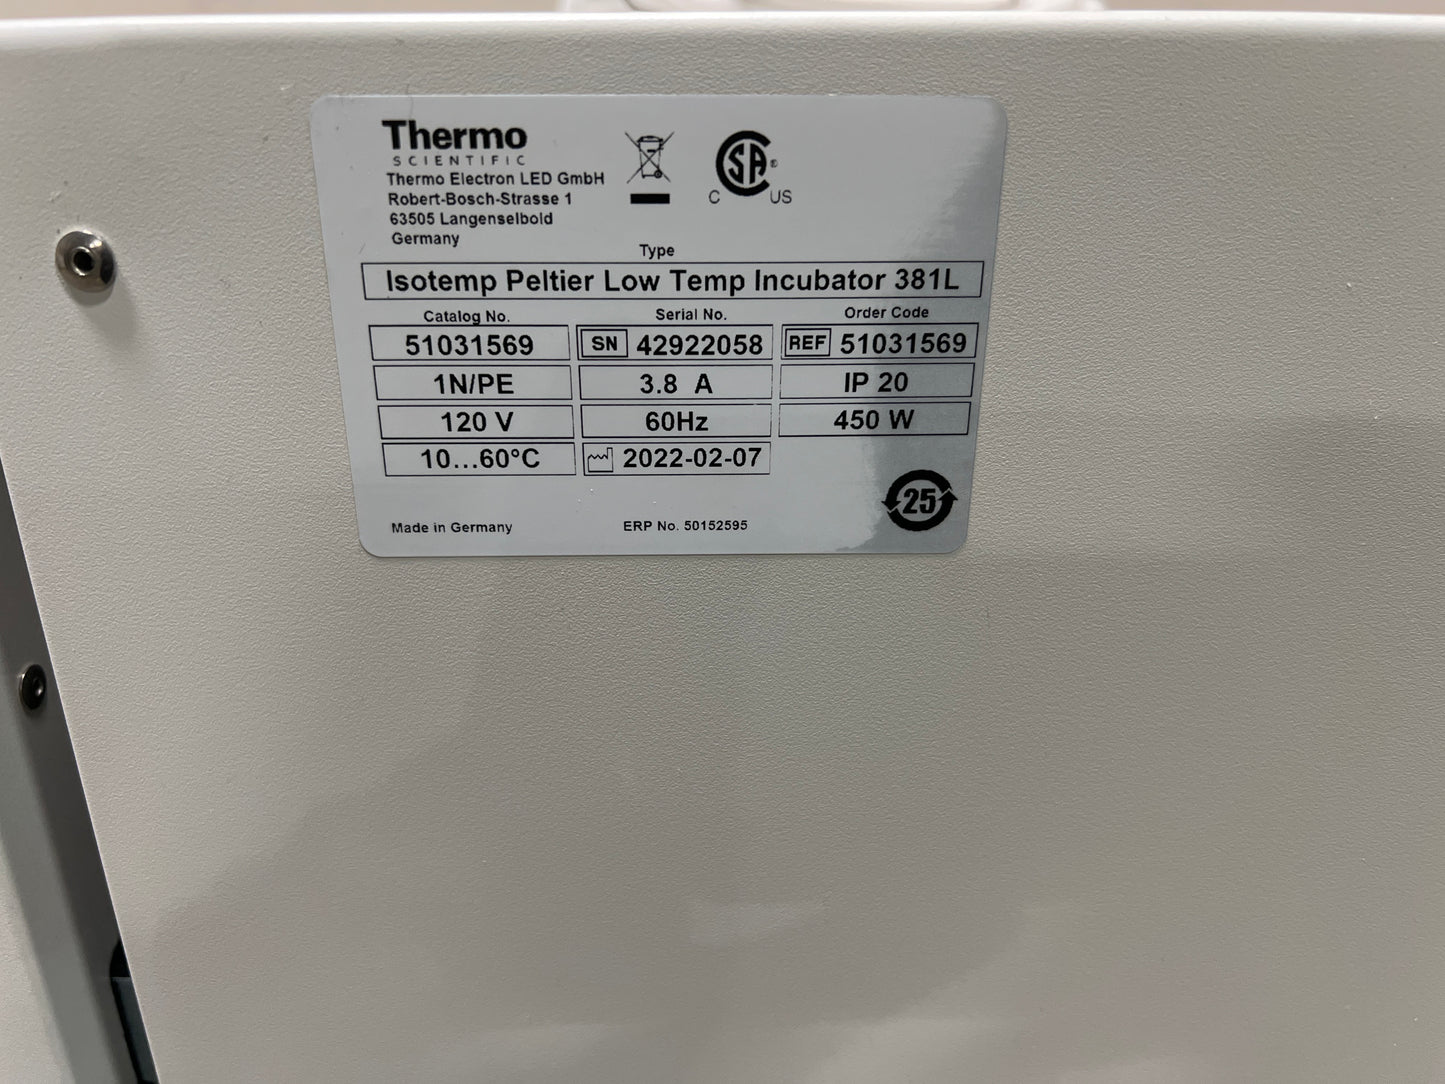 Thermo
SCIENTIFIC
Thermo Electron LED GmbH
Robert-Bosch-Strasse 1
63505 Langenselbold
Germany
C SA ® US
Type
Isotemp Peltier Low Temp Incubator 381L
Catalog No. Serial No. Order Code
51031569 SN 42922058 REF 51031569
1N/PE 3.8 A IP 20
120 V 60Hz 450 W
10...60°C 2022-02-07
25
Made in Germany ERP No. 50152595